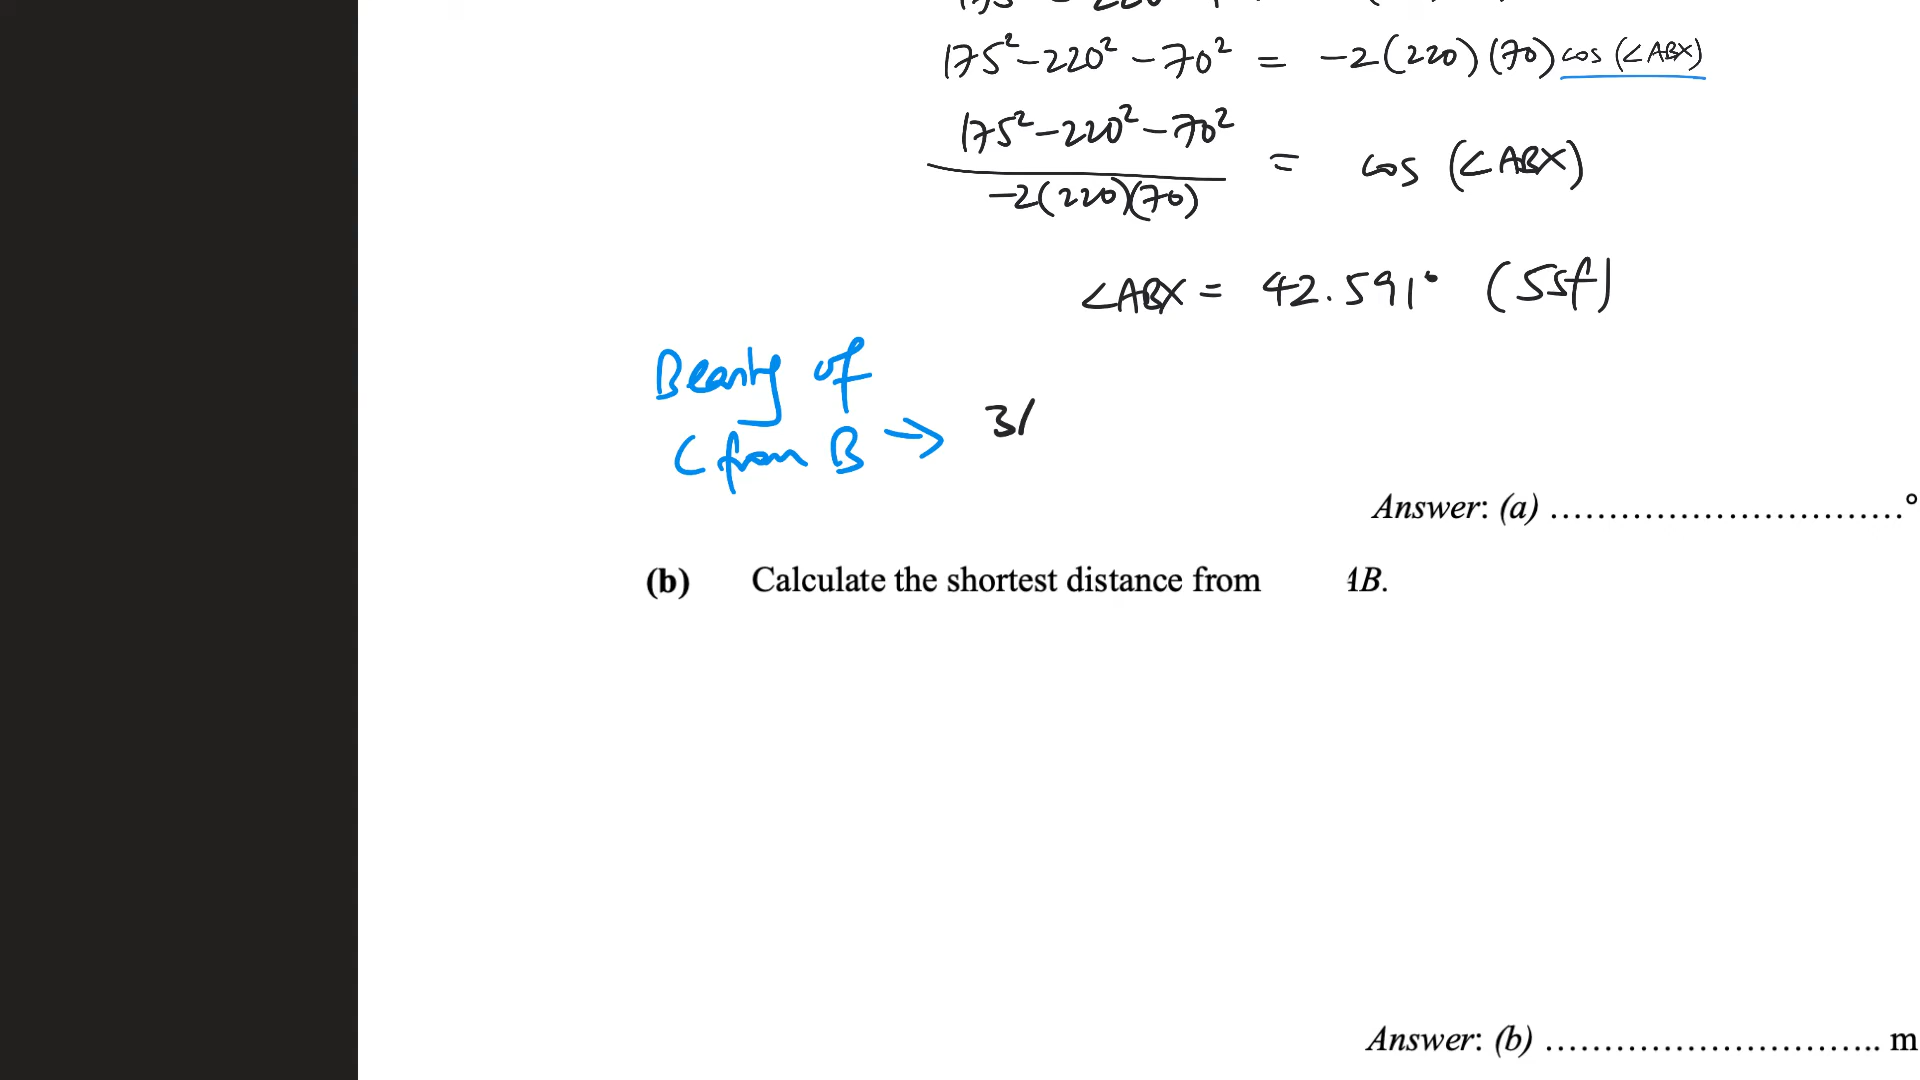 175² − 220² − 70² = −2(220)(70) cos (∠ABX)
175² − 220² − 70²
−2(220)(70)
= cos (∠ABX)
∠ABX = 42.591° (5sf)
Bearing of
C from B → 31
Answer: (a) ..............................°
(b) Calculate the shortest distance from B.
Answer: (b) ............................ m